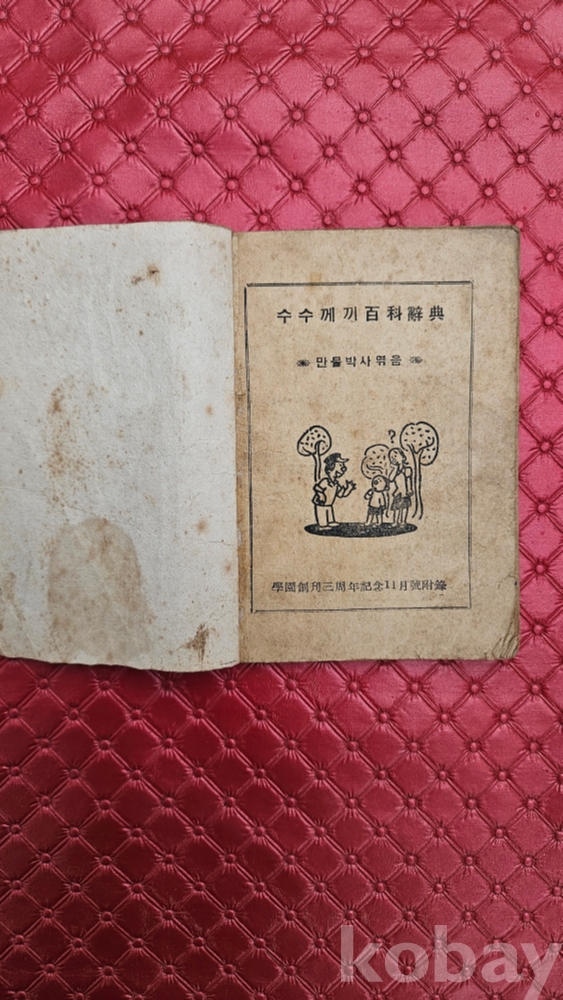 수수께끼百科辭典
만물박사엮음
?
學園創刊三周年記念11月號附錄
kobay